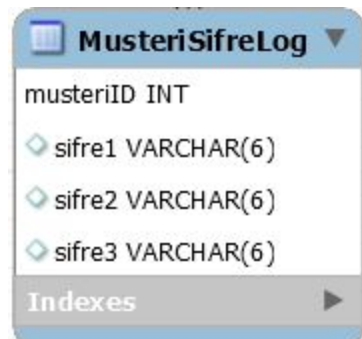 MusteriSifreLog
musteriID INT
sifre1 VARCHAR(6)
sifre2 VARCHAR(6)
sifre3 VARCHAR(6)
Indexes